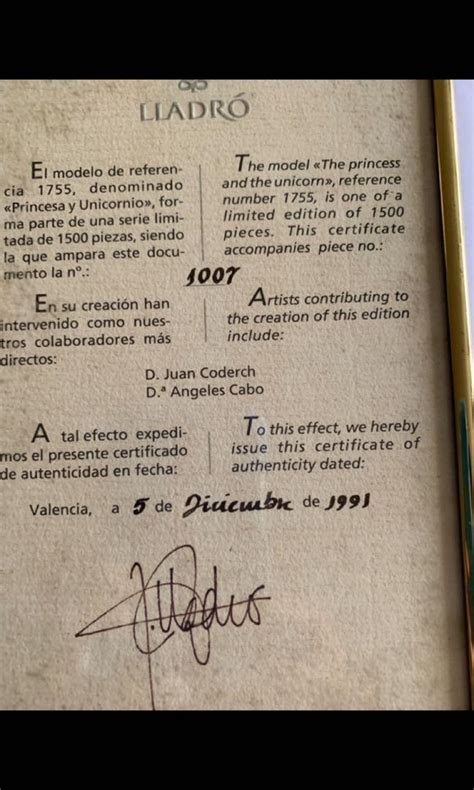 LLADRÓ
El modelo de referen-
cia 1755, denominado
«Princesa y Unicornio», for-
ma parte de una serie limi-
tada de 1500 piezas, siendo
la que ampara este docu-
mento la nº.:
The model «The princess
and the unicorn», reference
number 1755, is one of a
limited edition of 1500
pieces. This certificate
accompanies piece no.:
1007
En su creación han
intervenido como nues-
tros colaboradores más
directos:
Artists contributing to
the creation of this edition
include:
D. Juan Coderch
D.ª Angeles Cabo
A tal efecto expedi-
mos el presente certificado
de autenticidad en fecha:
To this effect, we hereby
issue this certificate of
authenticity dated:
Valencia, a 5 de Diciembre de 1991